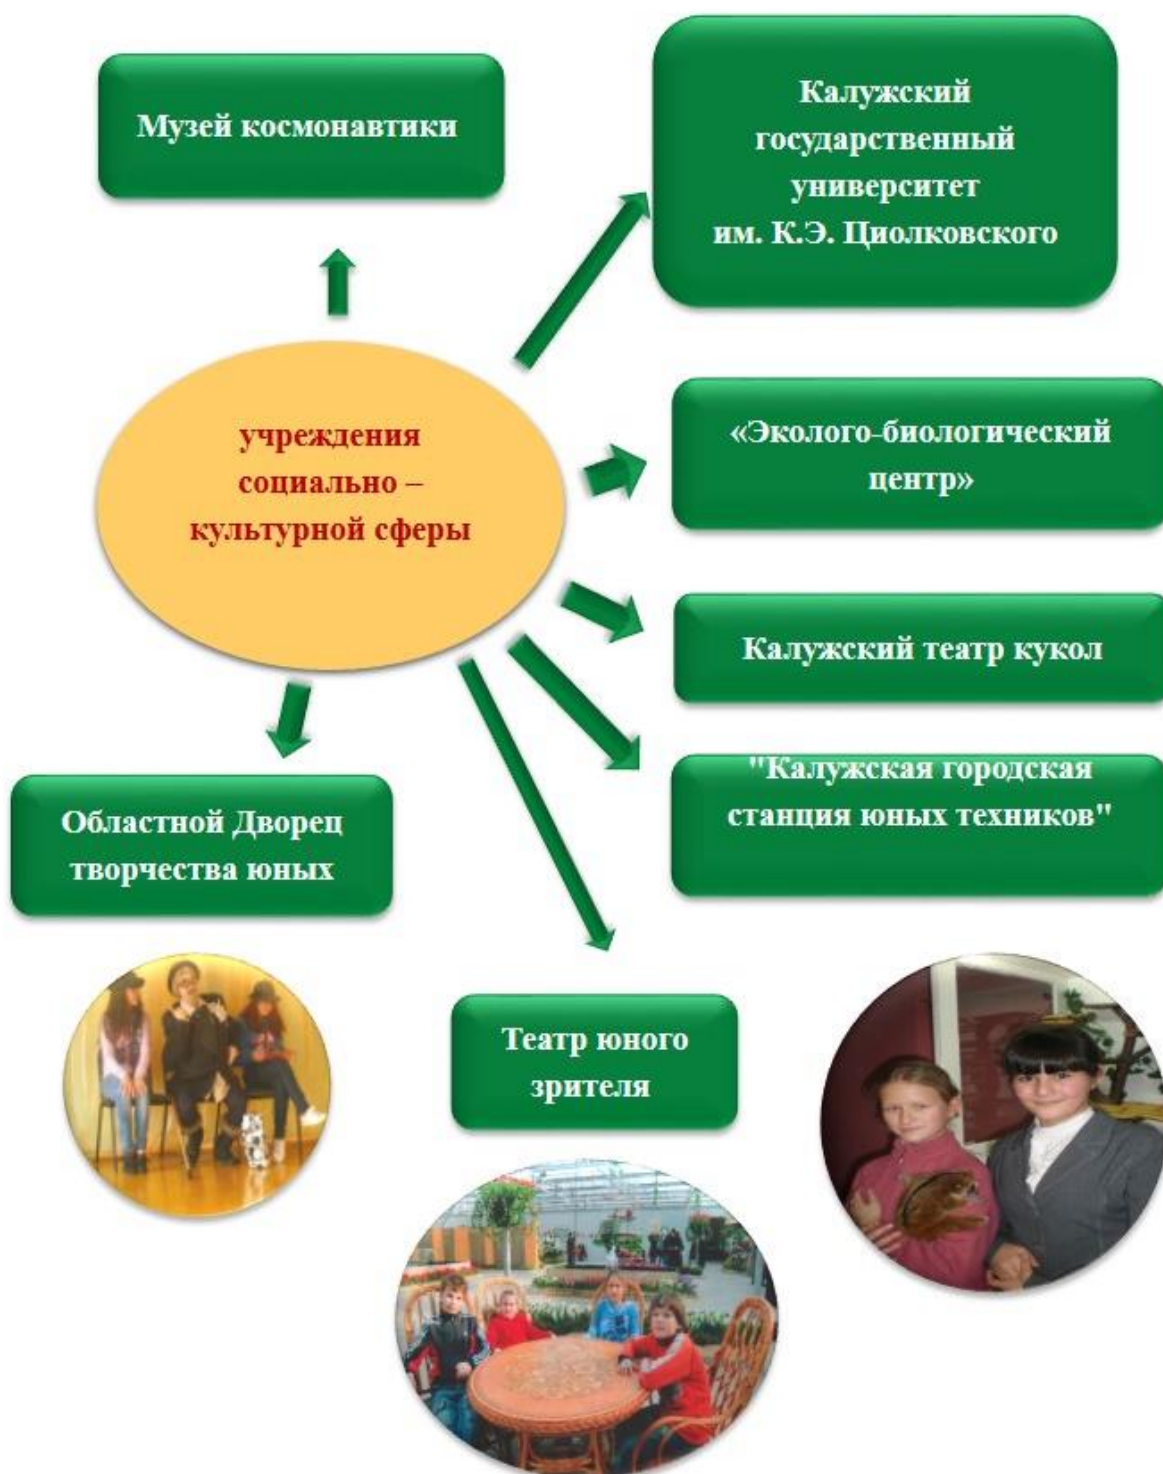 Музей космонавтики
Калужский
государственный
университет
им. К.Э. Циолковского
учреждения
социально –
культурной сферы
«Эколого-биологический
центр»
Калужский театр кукол
"Калужская городская
станция юных техников"
Областной Дворец
творчества юных
Театр юного
зрителя